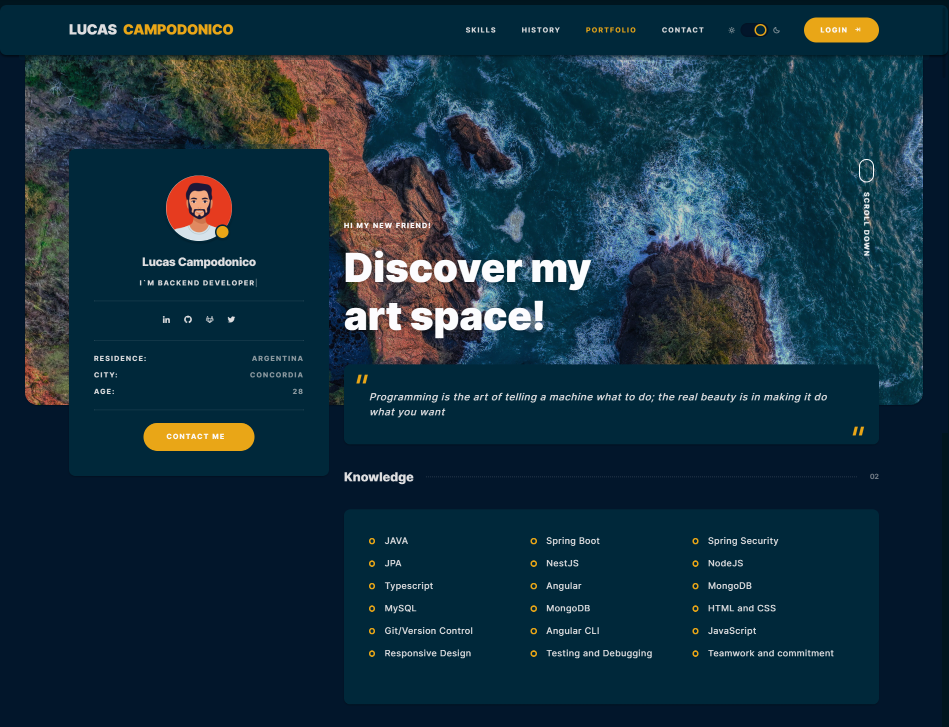 LUCAS CAMPODONICO
SKILLS HISTORY PORTFOLIO CONTACT LOGIN
SCROLL DOWN
Lucas Campodonico
I´M BACKEND DEVELOPER
RESIDENCE: ARGENTINA
CITY: CONCORDIA
AGE: 28
CONTACT ME
HI MY NEW FRIEND!
Discover my
art space!
"
Programming is the art of telling a machine what to do; the real beauty is in making it do
what you want
"
Knowledge 02
JAVA Spring Boot Spring Security
JPA NestJS NodeJS
Typescript Angular MongoDB
MySQL MongoDB HTML and CSS
Git/Version Control Angular CLI JavaScript
Responsive Design Testing and Debugging Teamwork and commitment